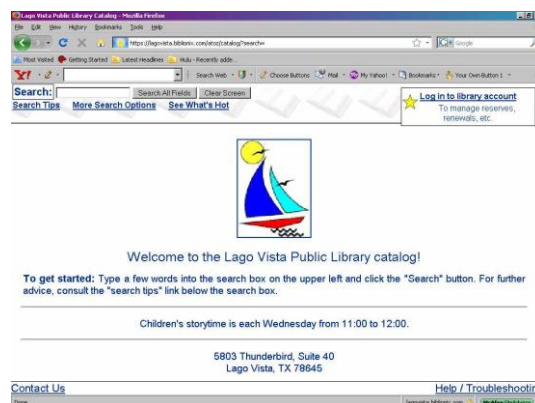 Lago Vista Public Library Catalog - Mozilla Firefox
File Edit View History Bookmarks Tools Help
https://lagovista.biblionix.com/atoz/catalog?search=
Google
Most Visited Getting Started Latest Headlines Hulu - Recently adde...
Y! Search Web Choose Buttons Mail My Yahoo! Bookmarks Your Own Button 1
Search: Search All Fields Clear Screen
Search Tips More Search Options See What's Hot
Log in to library account
To manage reserves,
renewals, etc.
Welcome to the Lago Vista Public Library catalog!
To get started: Type a few words into the search box on the upper left and click the "Search" button. For further
advice, consult the "search tips" link below the search box.
Children's storytime is each Wednesday from 11:00 to 12:00.
5803 Thunderbird, Suite 40
Lago Vista, TX 78645
Contact Us Help / Troubleshootin
Done lagovista.biblionix.com McAfee